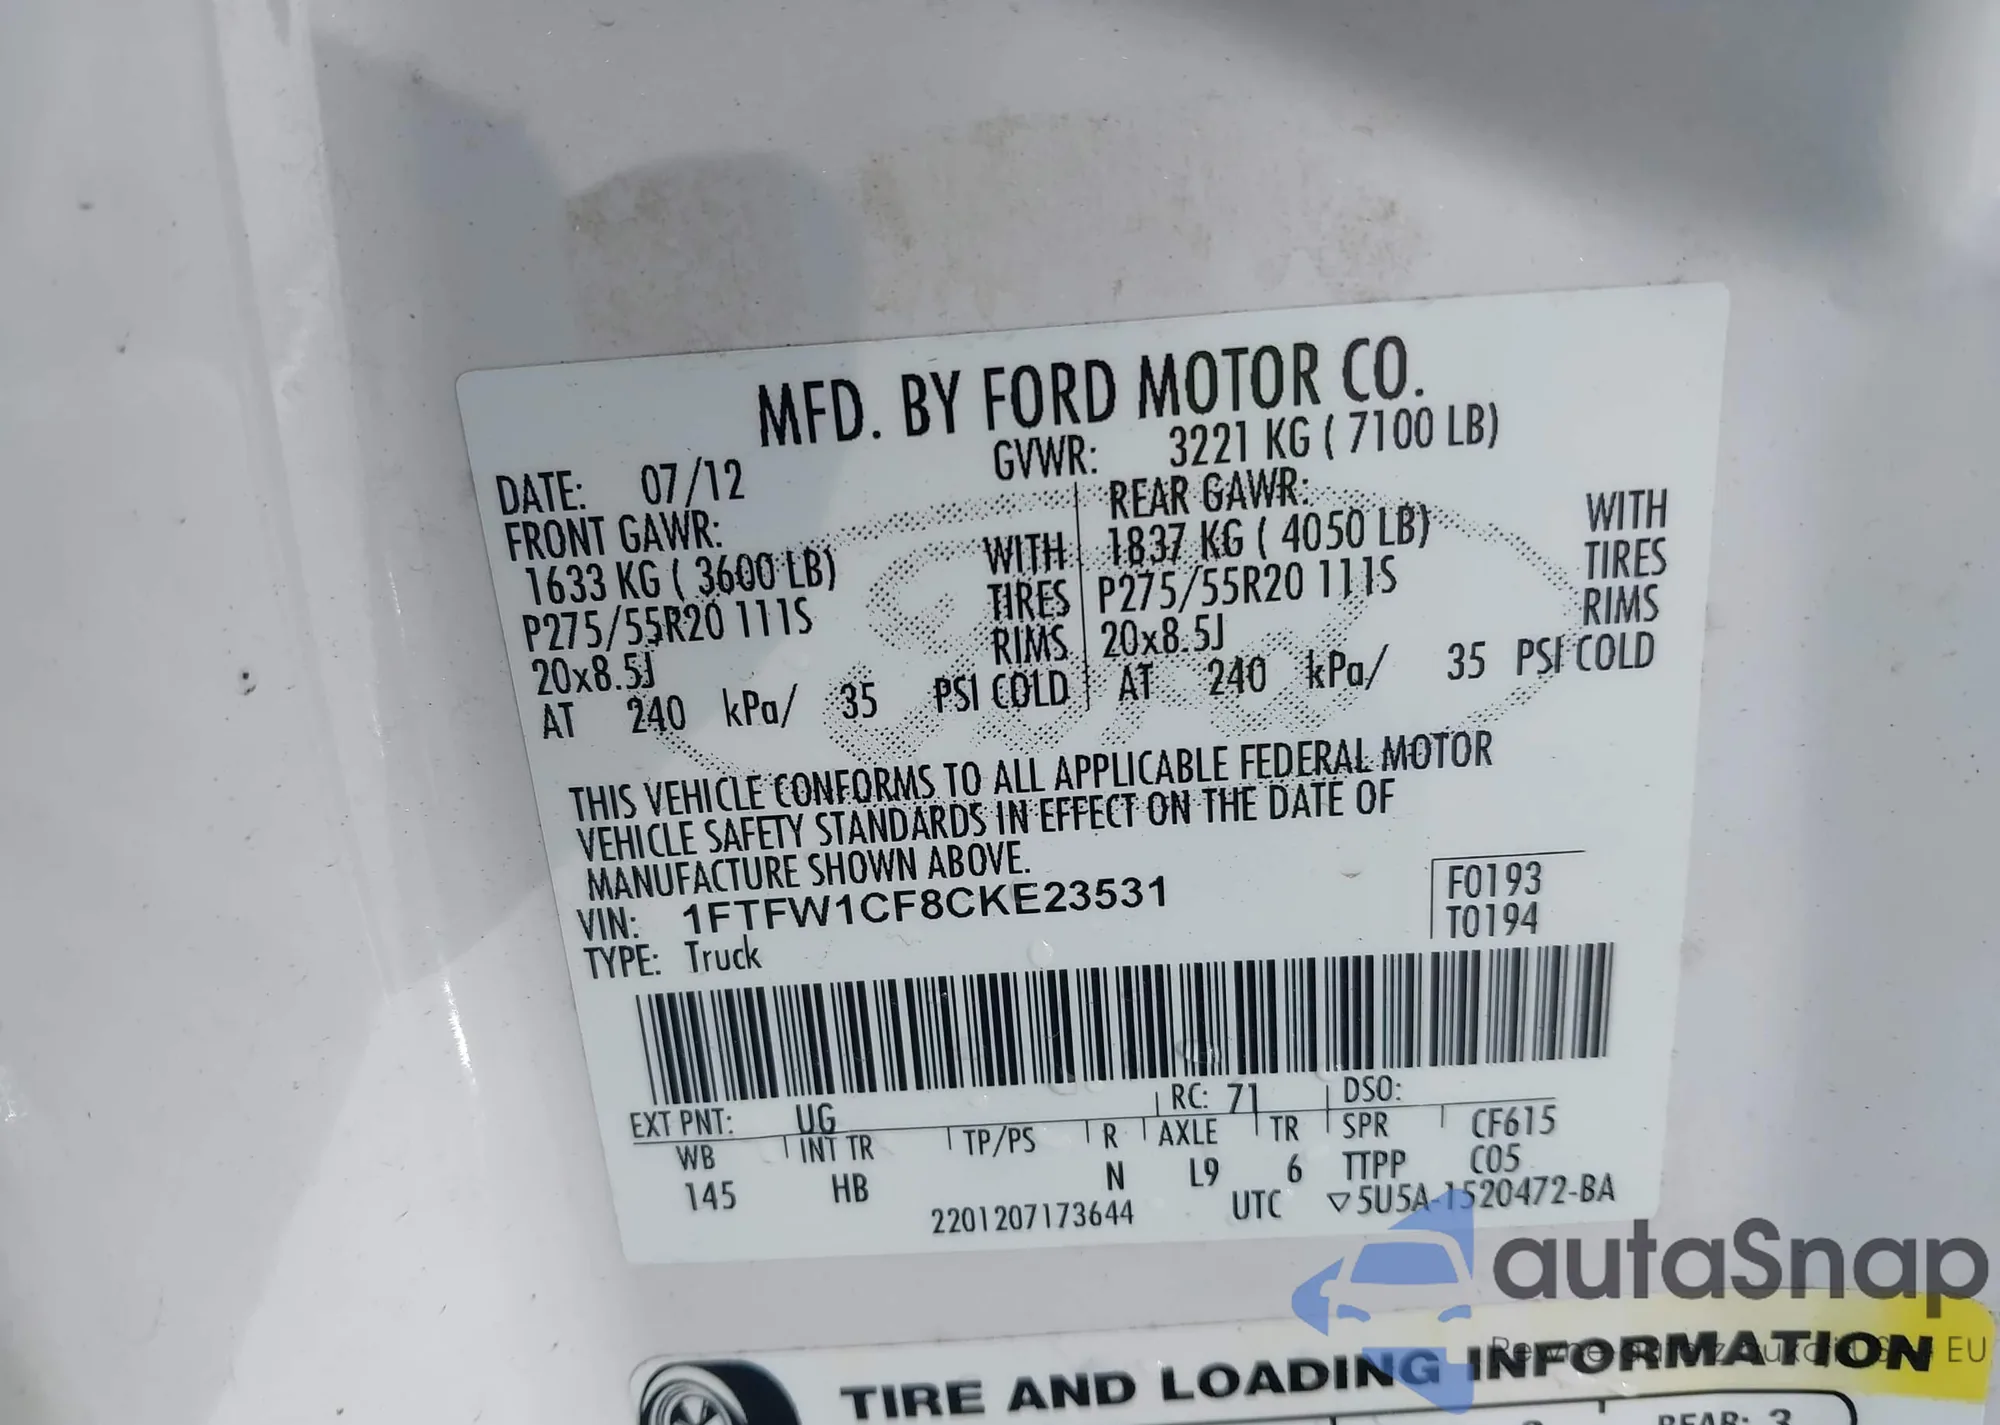 MFD. BY FORD MOTOR CO.
DATE: 07/12 GVWR: 3221 KG ( 7100 LB)
FRONT GAWR: REAR GAWR:
1633 KG ( 3600 LB) WITH 1837 KG ( 4050 LB) WITH
P275/55R20 111S TIRES P275/55R20 111S TIRES
20x8.5J RIMS 20x8.5J RIMS
AT 240 kPa/ 35 PSI COLD AT 240 kPa/ 35 PSI COLD
THIS VEHICLE CONFORMS TO ALL APPLICABLE FEDERAL MOTOR
VEHICLE SAFETY STANDARDS IN EFFECT ON THE DATE OF
MANUFACTURE SHOWN ABOVE.
VIN: 1FTFW1CF8CKE23531 F0193
TYPE: Truck T0194
EXT PNT: UG RC: 71 DSO:
WB INT TR TP/PS R AXLE TR SPR CF615
145 HB N L9 6 TTPP C05
2201207173644 UTC ▽5U5A-1520472-BA
autaSnap
TIRE AND LOADING INFORMATION
EU
REAR: 3